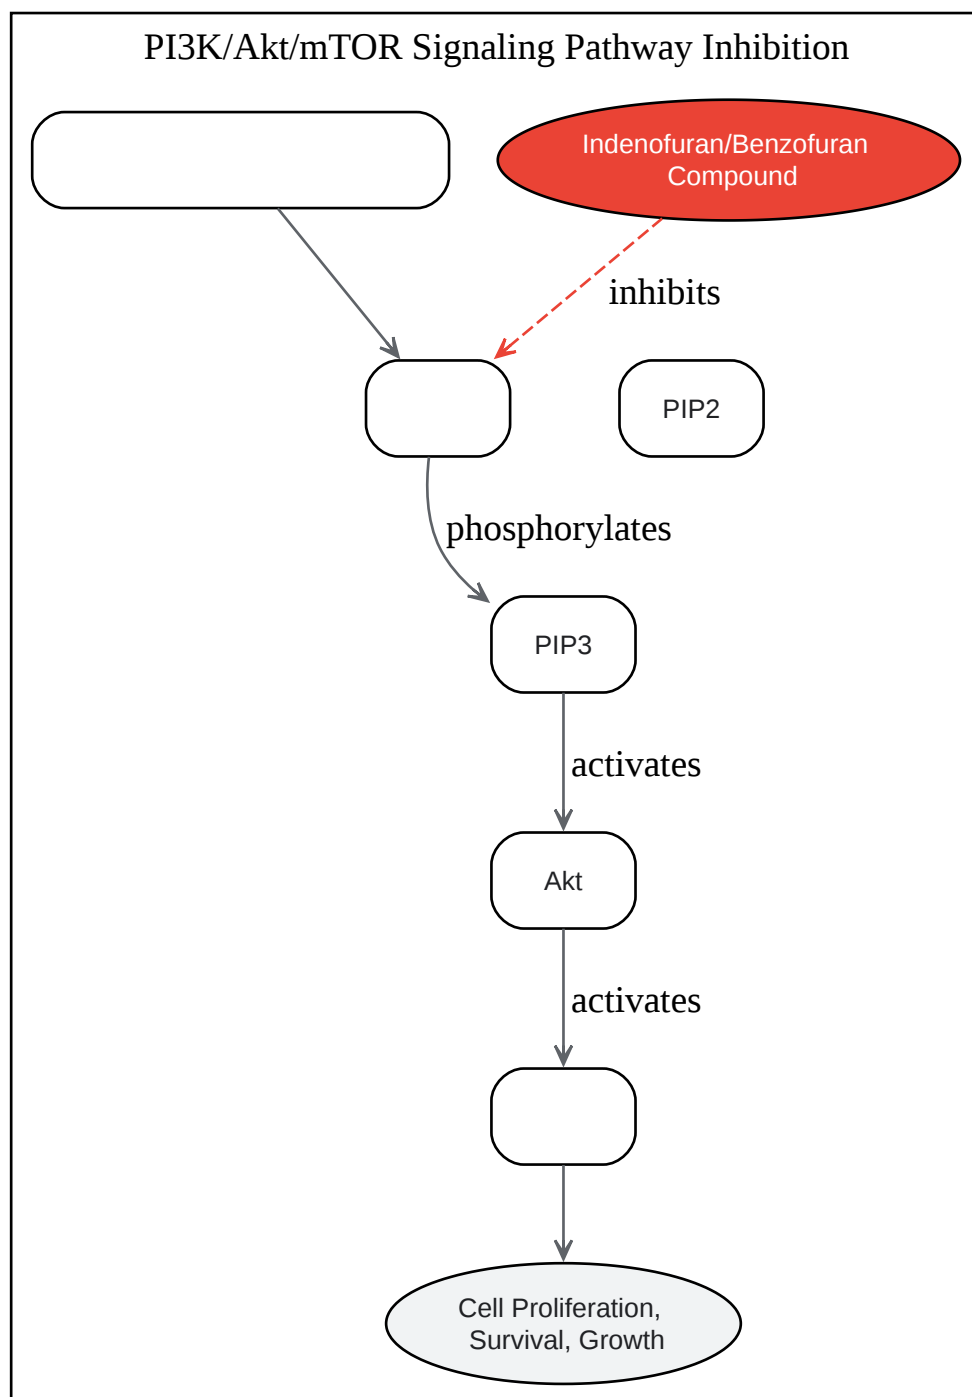 PI3K/Akt/mTOR Signaling Pathway Inhibition
Indenofuran/Benzofuran
Compound
inhibits
PIP2
phosphorylates
PIP3
activates
Akt
activates
Cell Proliferation,
Survival, Growth